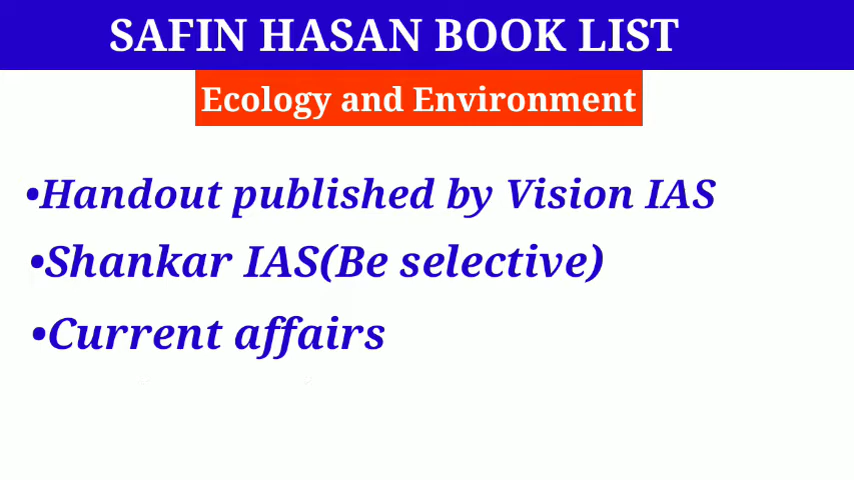 SAFIN HASAN BOOK LIST
Ecology and Environment
•Handout published by Vision IAS
•Shankar IAS(Be selective)
•Current affairs